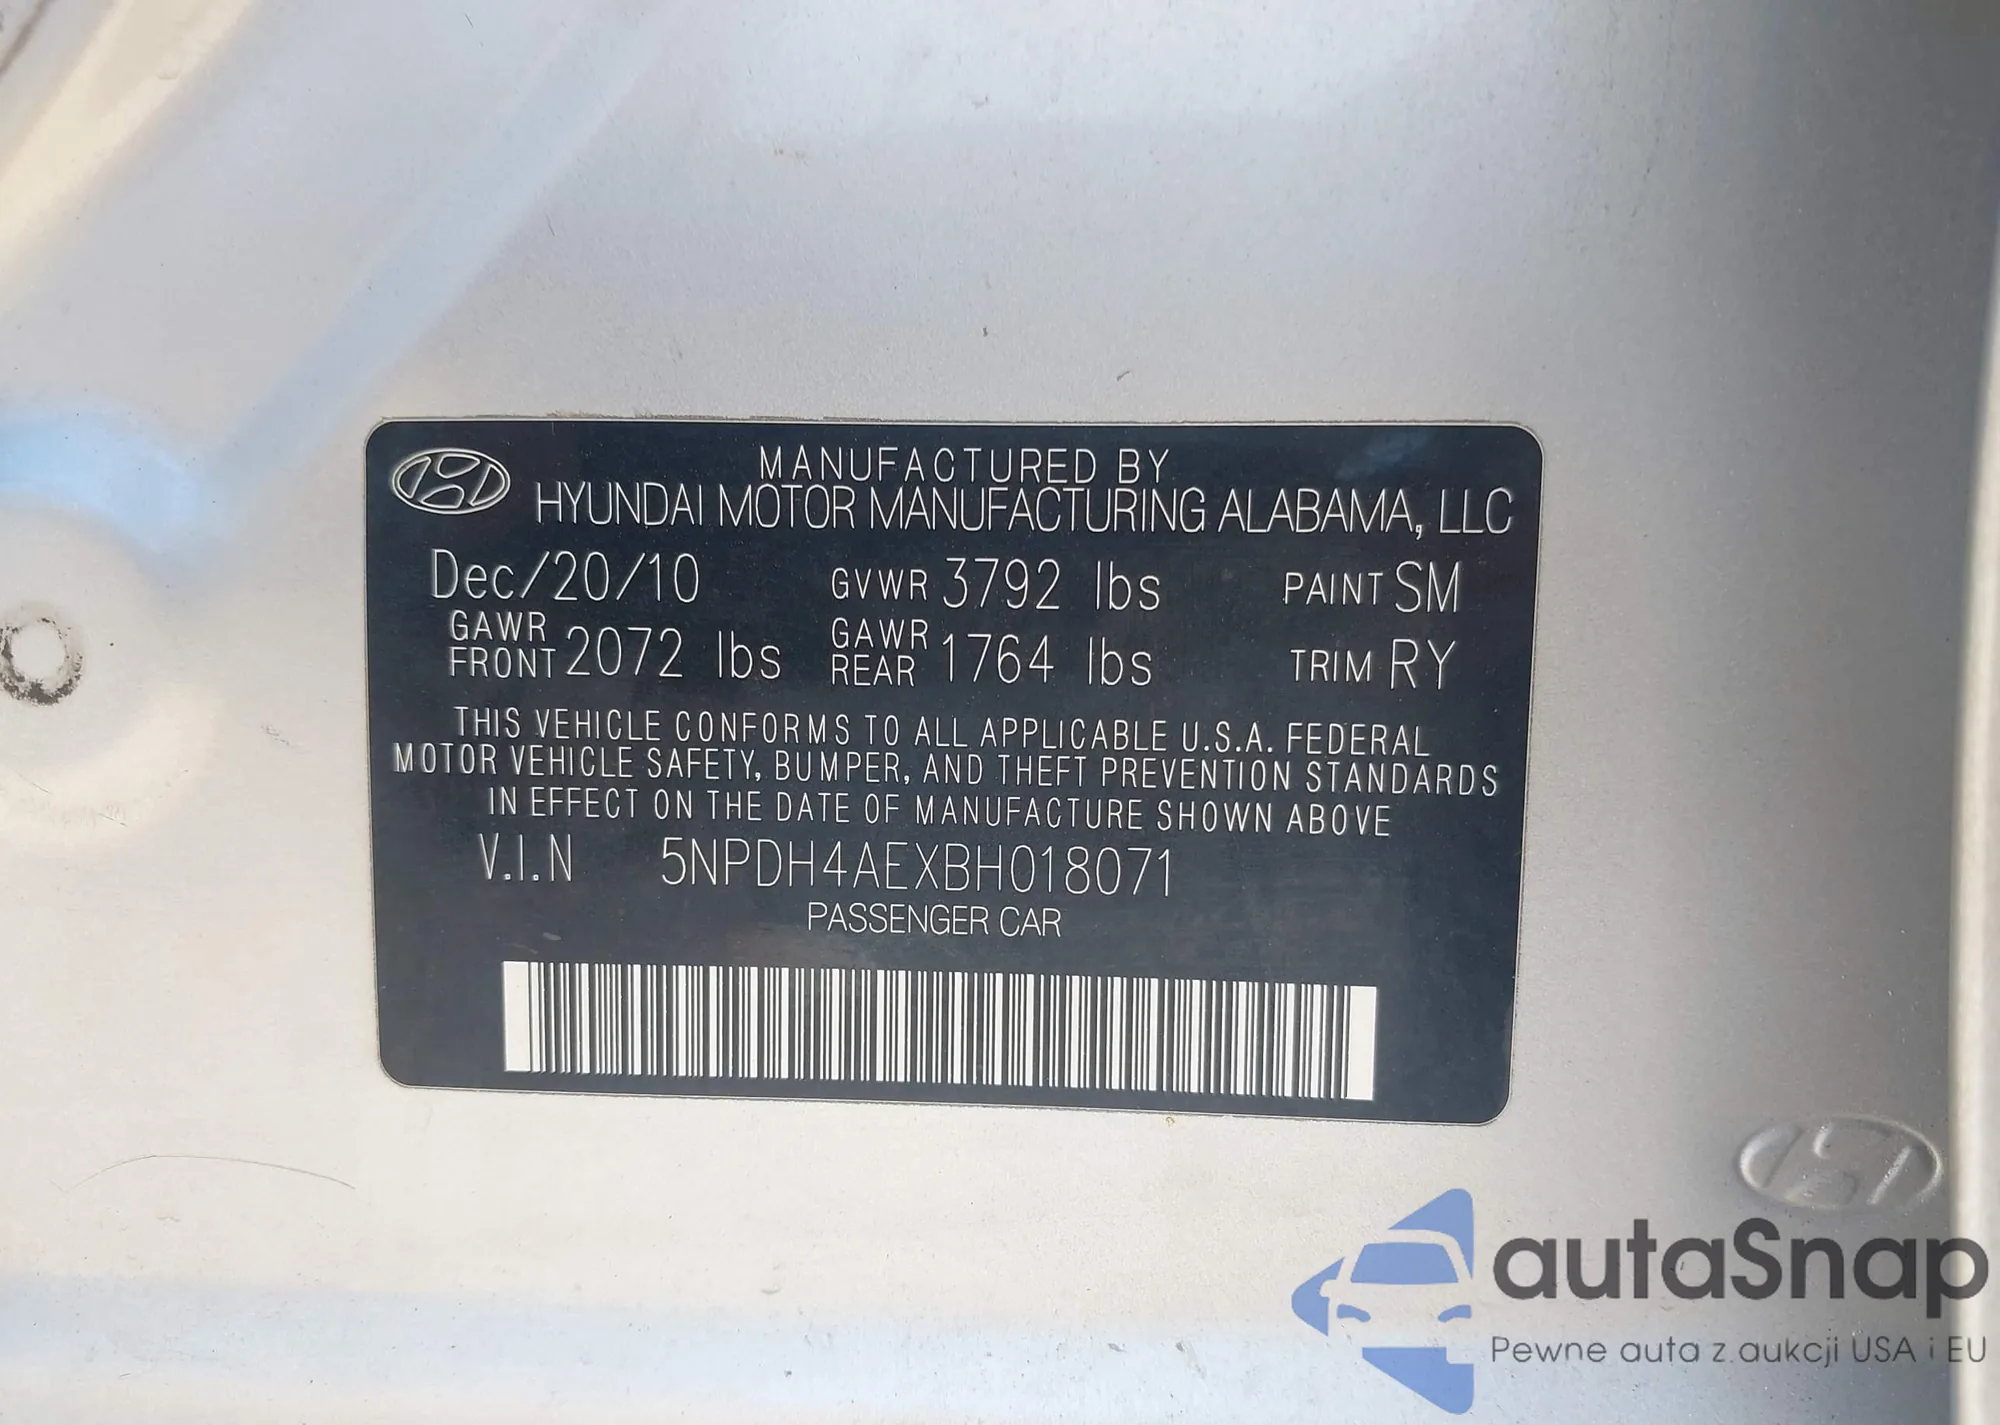 MANUFACTURED BY
HYUNDAI MOTOR MANUFACTURING ALABAMA, LLC
Dec/20/10 GVWR 3792 lbs PAINT SM
GAWR FRONT 2072 lbs GAWR REAR 1764 lbs TRIM RY
THIS VEHICLE CONFORMS TO ALL APPLICABLE U.S.A. FEDERAL
MOTOR VEHICLE SAFETY, BUMPER, AND THEFT PREVENTION STANDARDS
IN EFFECT ON THE DATE OF MANUFACTURE SHOWN ABOVE
V.I.N 5NPDH4AEXBH018071
PASSENGER CAR
autaSnap
Pewne auta z aukcji USA i EU